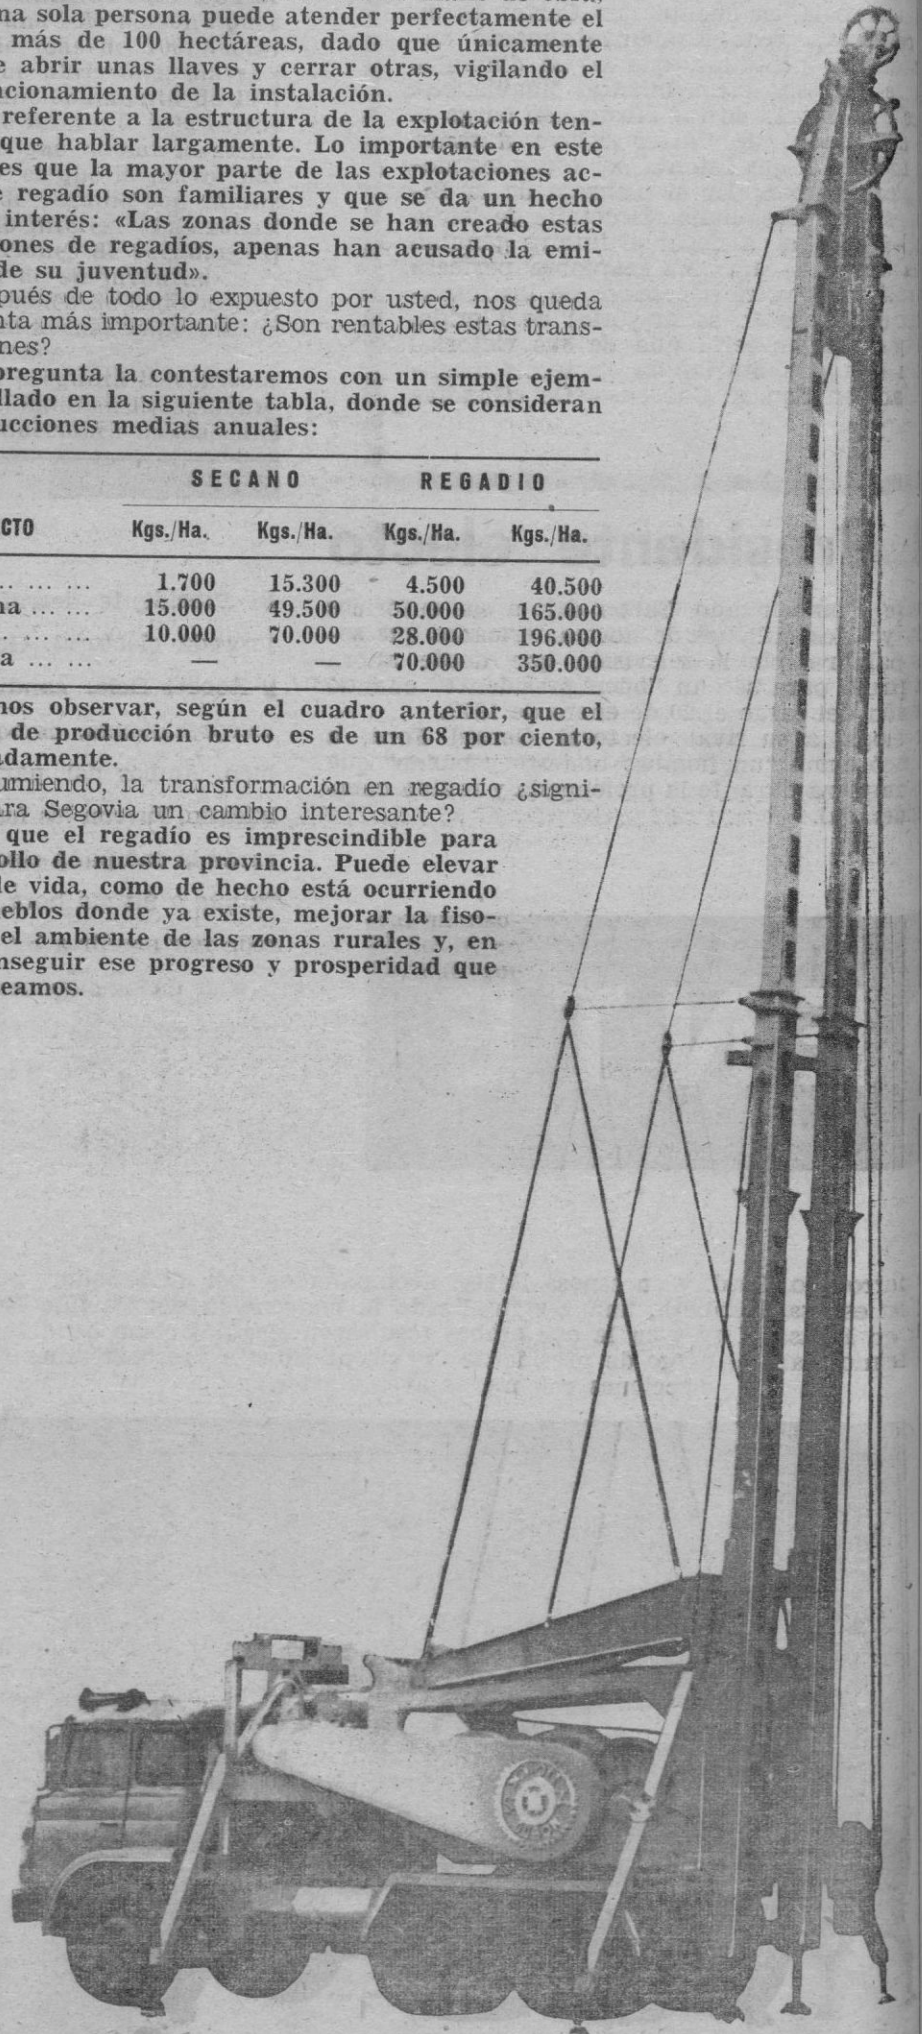 na sola persona puede atender perfectamente el
más de 100 hectáreas, dado que únicamente
e abrir unas llaves y cerrar otras, vigilando el
ncionamiento de la instalación.
referente a la estructura de la explotación ten-
que hablar largamente. Lo importante en este
es que la mayor parte de las explotaciones ac-
e regadío son familiares y que se da un hecho
interés: «Las zonas donde se han creado estas
ones de regadíos, apenas han acusado la emi-
de su juventud».
pués de todo lo expuesto por usted, nos queda
nta más importante: ¿Son rentables estas trans-
nes?
pregunta la contestaremos con un simple ejem-
llado en la siguiente tabla, donde se consideran
ucciones medias anuales:
SECANO REGADIO
CTO Kgs./Ha. Kgs./Ha. Kgs./Ha. Kgs./Ha.
.. ... ... 1.700 15.300 4.500 40.500
na ... ... 15.000 49.500 50.000 165.000
.. ... ... 10.000 70.000 28.000 196.000
a ... ... — — 70.000 350.000
nos observar, según el cuadro anterior, que el
de producción bruto es de un 68 por ciento,
damente.
umiendo, la transformación en regadío ¿signi-
ara Segovia un cambio interesante?
que el regadío es imprescindible para
ollo de nuestra provincia. Puede elevar
de vida, como de hecho está ocurriendo
eblos donde ya existe, mejorar la fiso-
el ambiente de las zonas rurales y, en
nseguir ese progreso y prosperidad que
eamos.